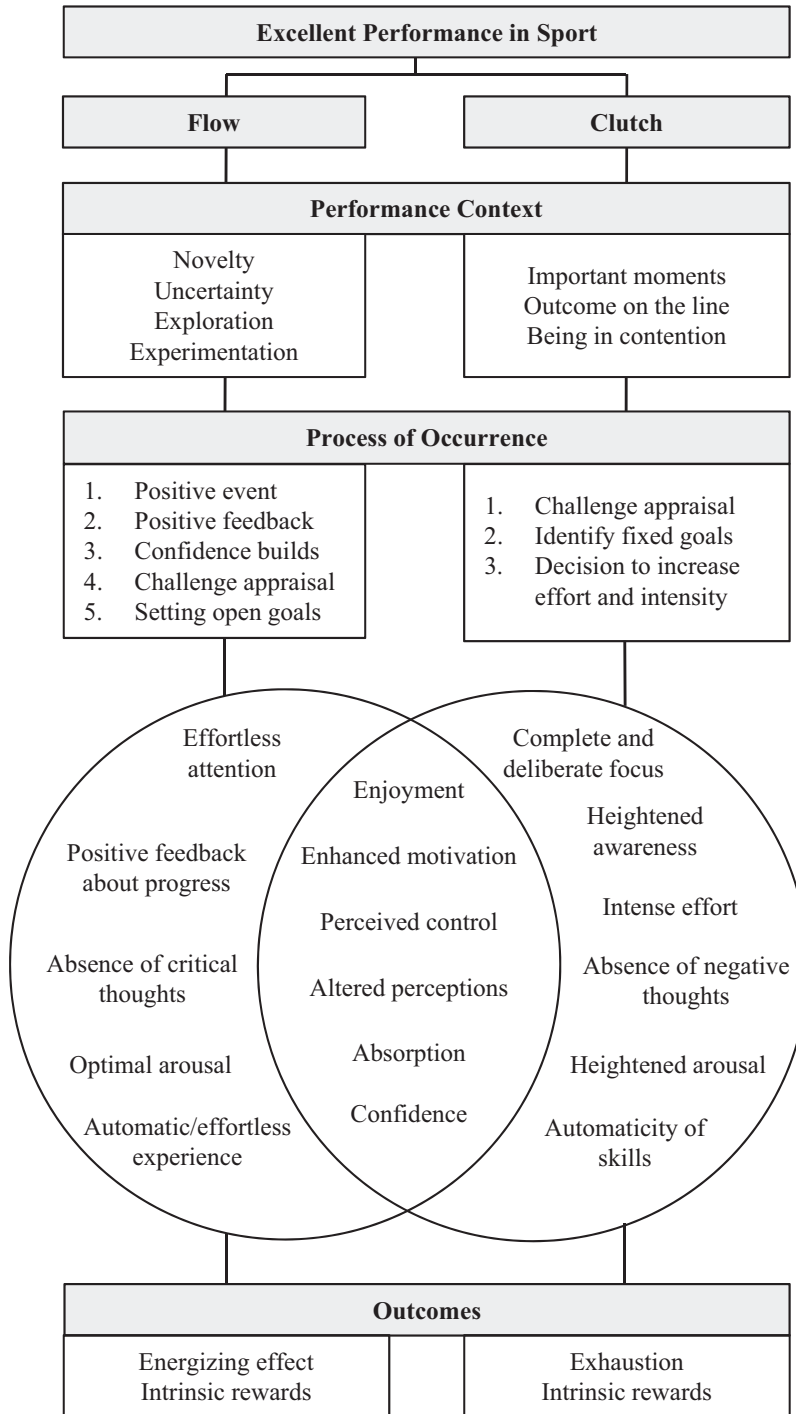 Excellent Performance in Sport
Flow
Clutch
Performance Context
Novelty
Uncertainty
Exploration
Experimentation
Important moments
Outcome on the line
Being in contention
Process of Occurrence
1. Positive event
2. Positive feedback
3. Confidence builds
4. Challenge appraisal
5. Setting open goals
1. Challenge appraisal
2. Identify fixed goals
3. Decision to increase
effort and intensity
Effortless
attention
Positive feedback
about progress
Absence of critical
thoughts
Optimal arousal
Automatic/effortless
experience
Enjoyment
Enhanced motivation
Perceived control
Altered perceptions
Absorption
Confidence
Complete and
deliberate focus
Heightened
awareness
Intense effort
Absence of negative
thoughts
Heightened arousal
Automaticity of
skills
Outcomes
Energizing effect
Intrinsic rewards
Exhaustion
Intrinsic rewards